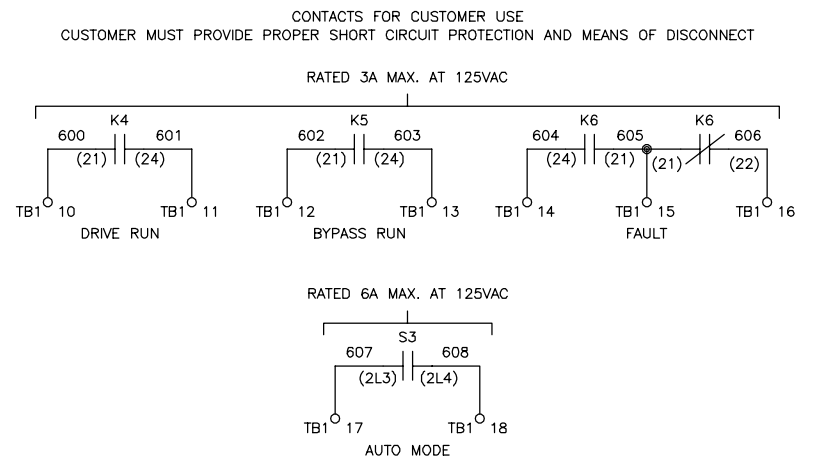 CONTACTS FOR CUSTOMER USE
CUSTOMER MUST PROVIDE PROPER SHORT CIRCUIT PROTECTION AND MEANS OF DISCONNECT
RATED 3A MAX. AT 125VAC
K4 K5 K6 K6
600 601 602 603 604 605 606
(21) (24) (21) (24) (24) (21) (21) (22)
TB1 10 TB1 11 TB1 12 TB1 13 TB1 14 TB1 15 TB1 16
DRIVE RUN BYPASS RUN FAULT
RATED 6A MAX. AT 125VAC
S3
607 608
(2L3) (2L4)
TB1 17 TB1 18
AUTO MODE